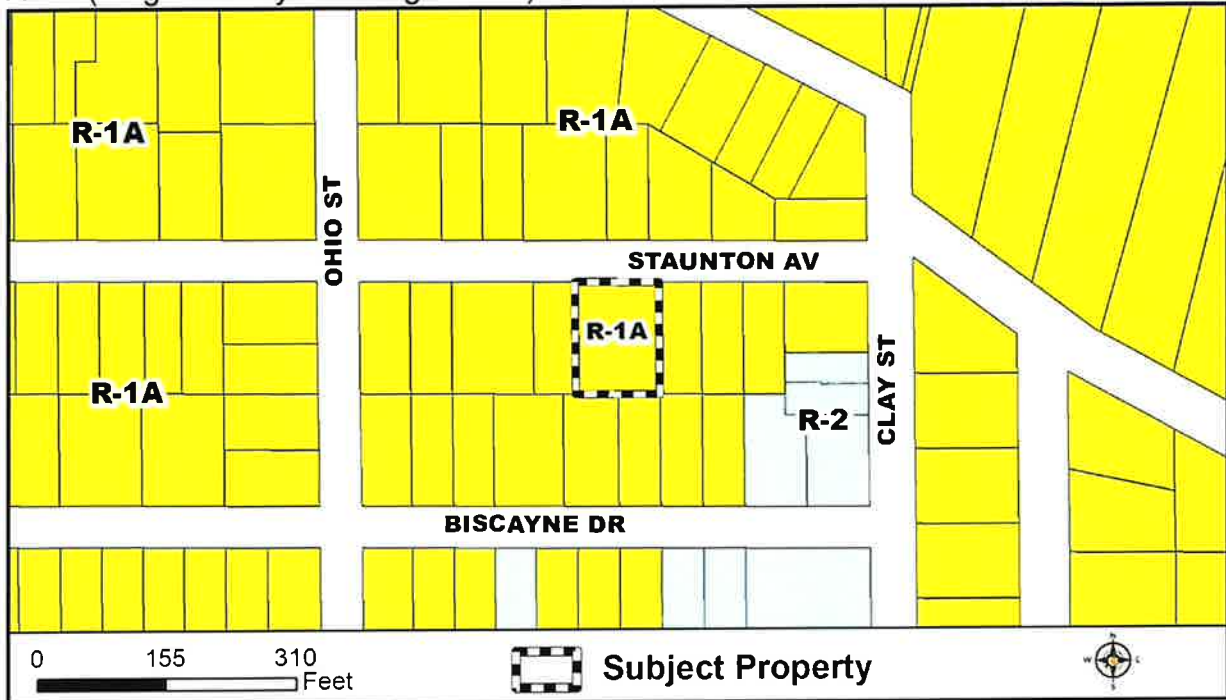 R-1A
R-1A
OHIO ST
STAUNTON AV
R-1A
R-1A
CLAY ST
R-2
BISCAYNE DR
0 155 310
Feet
Subject Property
N
W E
S